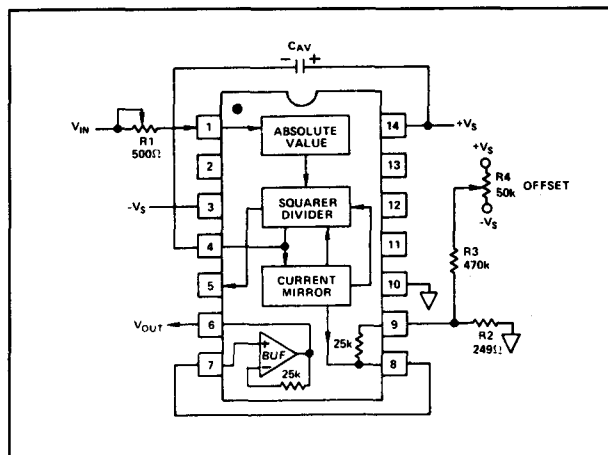 CAV
− +
VIN
R1
500Ω
1
14
+VS
ABSOLUTE
VALUE
2
13
+VS
R4
50k
OFFSET
-VS
-VS
3
12
SQUARER
DIVIDER
4
11
R3
470k
5
10
CURRENT
MIRROR
VOUT
6
9
25k
R2
249Ω
7
8
+
BUF
−
25k